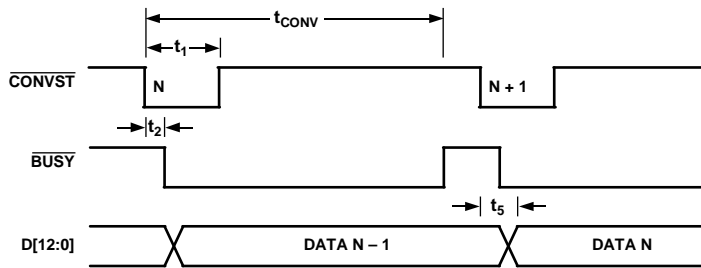 tCONV
t1
CONVST
N
N + 1
t2
BUSY
t5
D[12:0]
DATA N – 1
DATA N